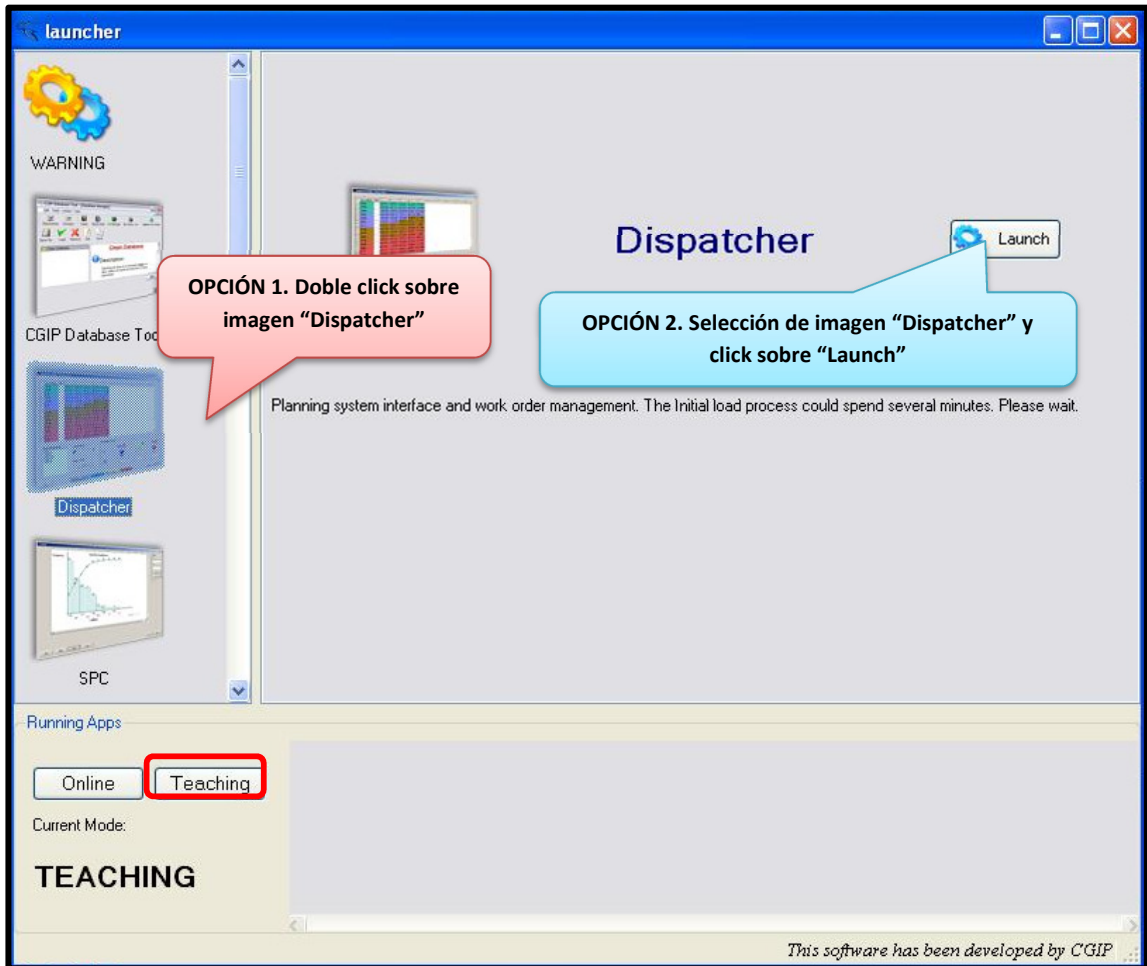 launcher
WARNING
CGIP Database Too
Dispatcher
SPC
Dispatcher
Launch
OPCIÓN 1. Doble click sobre
imagen “Dispatcher”
OPCIÓN 2. Selección de imagen “Dispatcher” y
click sobre “Launch”
Planning system interface and work order management. The Initial load process could spend several minutes. Please wait.
Running Apps
Online
Teaching
Current Mode:
TEACHING
This software has been developed by CGIP